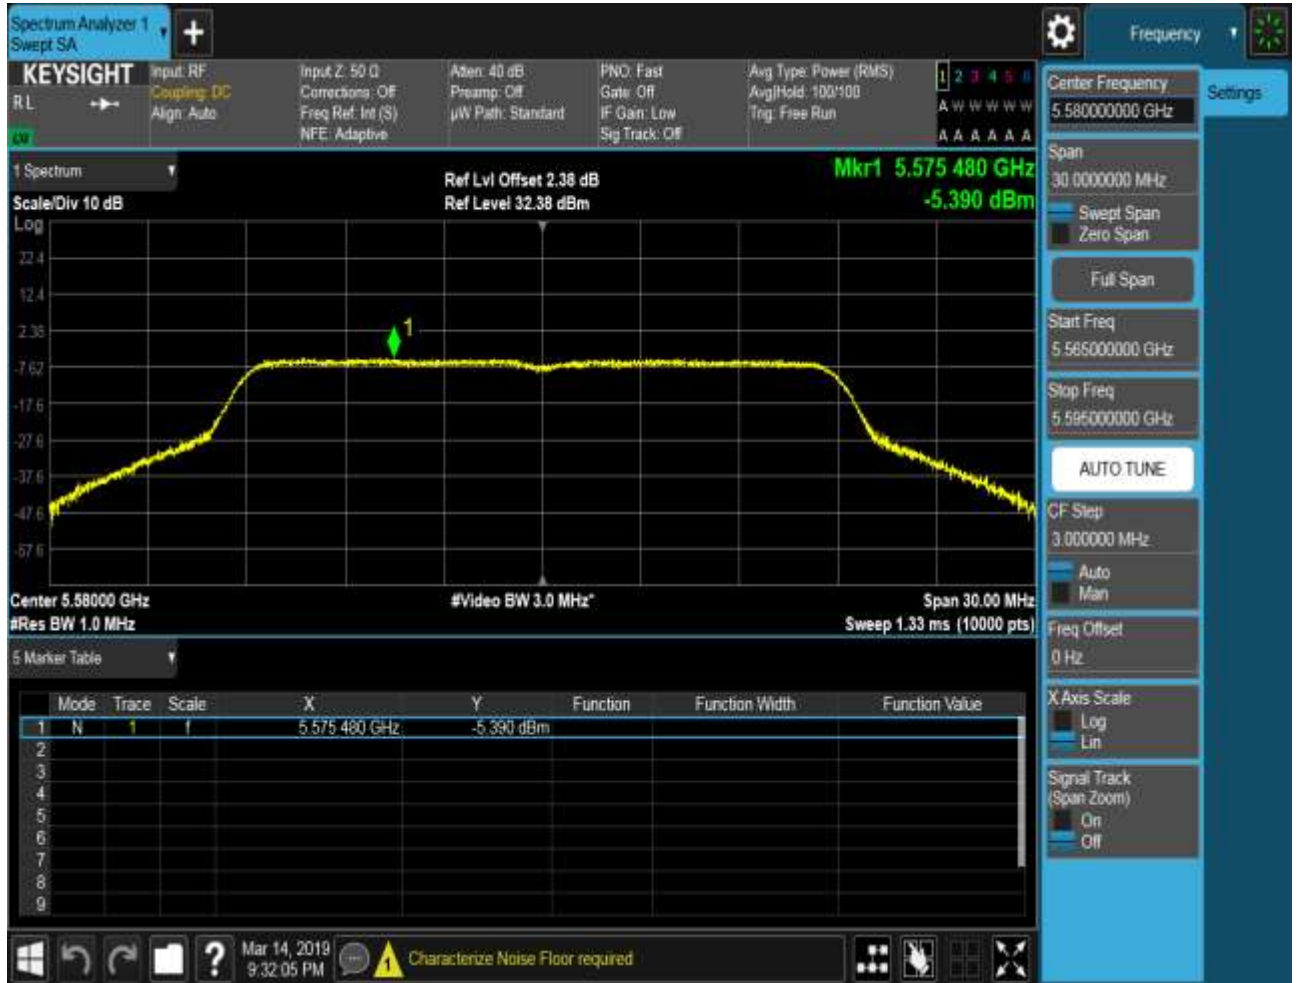 Spectrum Analyzer 1
Swept SA
+
Frequency
KEYSIGHT
RL
Input: RF
Coupling: DC
Align: Auto
Input Z: 50 Ω
Corrections: Off
Freq Ref: Int (S)
NFE: Adaptive
Atten: 40 dB
Preamp: Off
µW Path: Standard
PNO: Fast
Gate: Off
IF Gain: Low
Sig Track: Off
Avg Type: Power (RMS)
Avg|Hold: 100/100
Trig: Free Run
1 2 3 4 5 6
A W W W W W
A A A A A A
1 Spectrum
Scale/Div 10 dB
Ref Lvl Offset 2.38 dB
Ref Level 32.38 dBm
Mkr1 5.575 480 GHz
-5.390 dBm
Log
22.4
12.4
2.38
-7.62
-17.6
-27.6
-37.6
-47.6
-57.6
1
Center 5.58000 GHz
#Res BW 1.0 MHz
#Video BW 3.0 MHz*
Span 30.00 MHz
Sweep 1.33 ms (10000 pts)
5 Marker Table
Mode Trace Scale X Y Function Function Width Function Value
1 N 1 f 5.575 480 GHz -5.390 dBm
2
3
4
5
6
7
8
9
Mar 14, 2019
9:32:05 PM
?
1
Characterize Noise Floor required
Center Frequency
5.580000000 GHz
Settings
Span
30.0000000 MHz
Swept Span
Zero Span
Full Span
Start Freq
5.565000000 GHz
Stop Freq
5.595000000 GHz
AUTO TUNE
CF Step
3.000000 MHz
Auto
Man
Freq Offset
0 Hz
X Axis Scale
Log
Lin
Signal Track
(Span Zoom)
On
Off